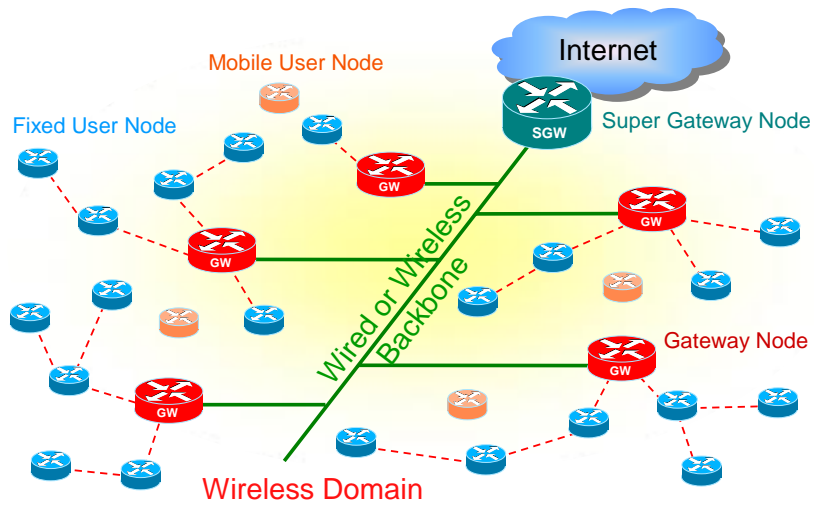 Internet
Mobile User Node
Fixed User Node
SGW
Super Gateway Node
GW
GW
GW
Wired or Wireless
Backbone
Gateway Node
GW
GW
Wireless Domain